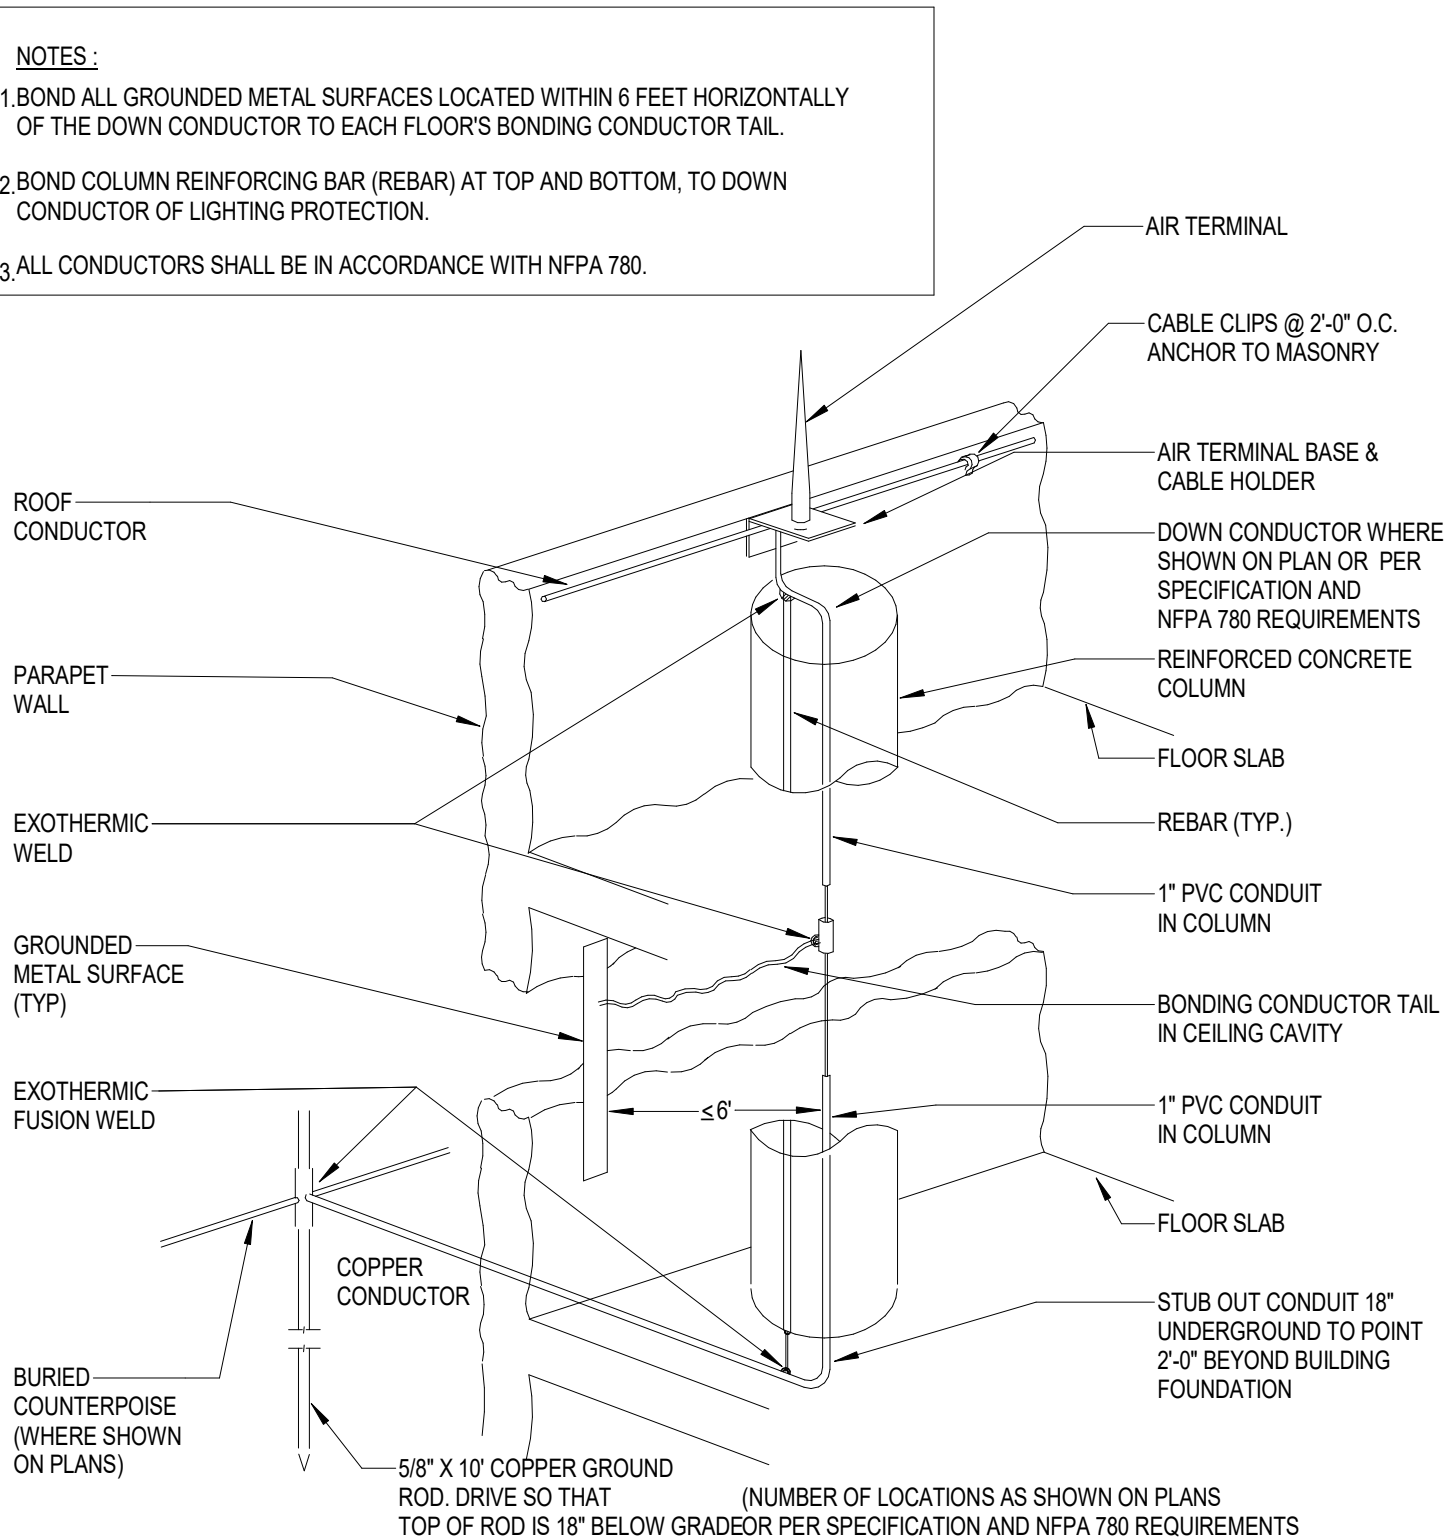 NOTES :
1. BOND ALL GROUNDED METAL SURFACES LOCATED WITHIN 6 FEET HORIZONTALLY
OF THE DOWN CONDUCTOR TO EACH FLOOR'S BONDING CONDUCTOR TAIL.
2. BOND COLUMN REINFORCING BAR (REBAR) AT TOP AND BOTTOM, TO DOWN
CONDUCTOR OF LIGHTING PROTECTION.
3. ALL CONDUCTORS SHALL BE IN ACCORDANCE WITH NFPA 780.
AIR TERMINAL
CABLE CLIPS @ 2'-0" O.C.
ANCHOR TO MASONRY
AIR TERMINAL BASE &
CABLE HOLDER
ROOF
CONDUCTOR
DOWN CONDUCTOR WHERE
SHOWN ON PLAN OR PER
SPECIFICATION AND
NFPA 780 REQUIREMENTS
REINFORCED CONCRETE
COLUMN
PARAPET
WALL
FLOOR SLAB
EXOTHERMIC
WELD
REBAR (TYP.)
1" PVC CONDUIT
IN COLUMN
GROUNDED
METAL SURFACE
(TYP)
BONDING CONDUCTOR TAIL
IN CEILING CAVITY
EXOTHERMIC
FUSION WELD
≤6'
1" PVC CONDUIT
IN COLUMN
FLOOR SLAB
COPPER
CONDUCTOR
STUB OUT CONDUIT 18"
UNDERGROUND TO POINT
2'-0" BEYOND BUILDING
FOUNDATION
BURIED
COUNTERPOISE
(WHERE SHOWN
ON PLANS)
5/8" X 10' COPPER GROUND
ROD. DRIVE SO THAT
TOP OF ROD IS 18" BELOW GRADE
(NUMBER OF LOCATIONS AS SHOWN ON PLANS
OR PER SPECIFICATION AND NFPA 780 REQUIREMENTS